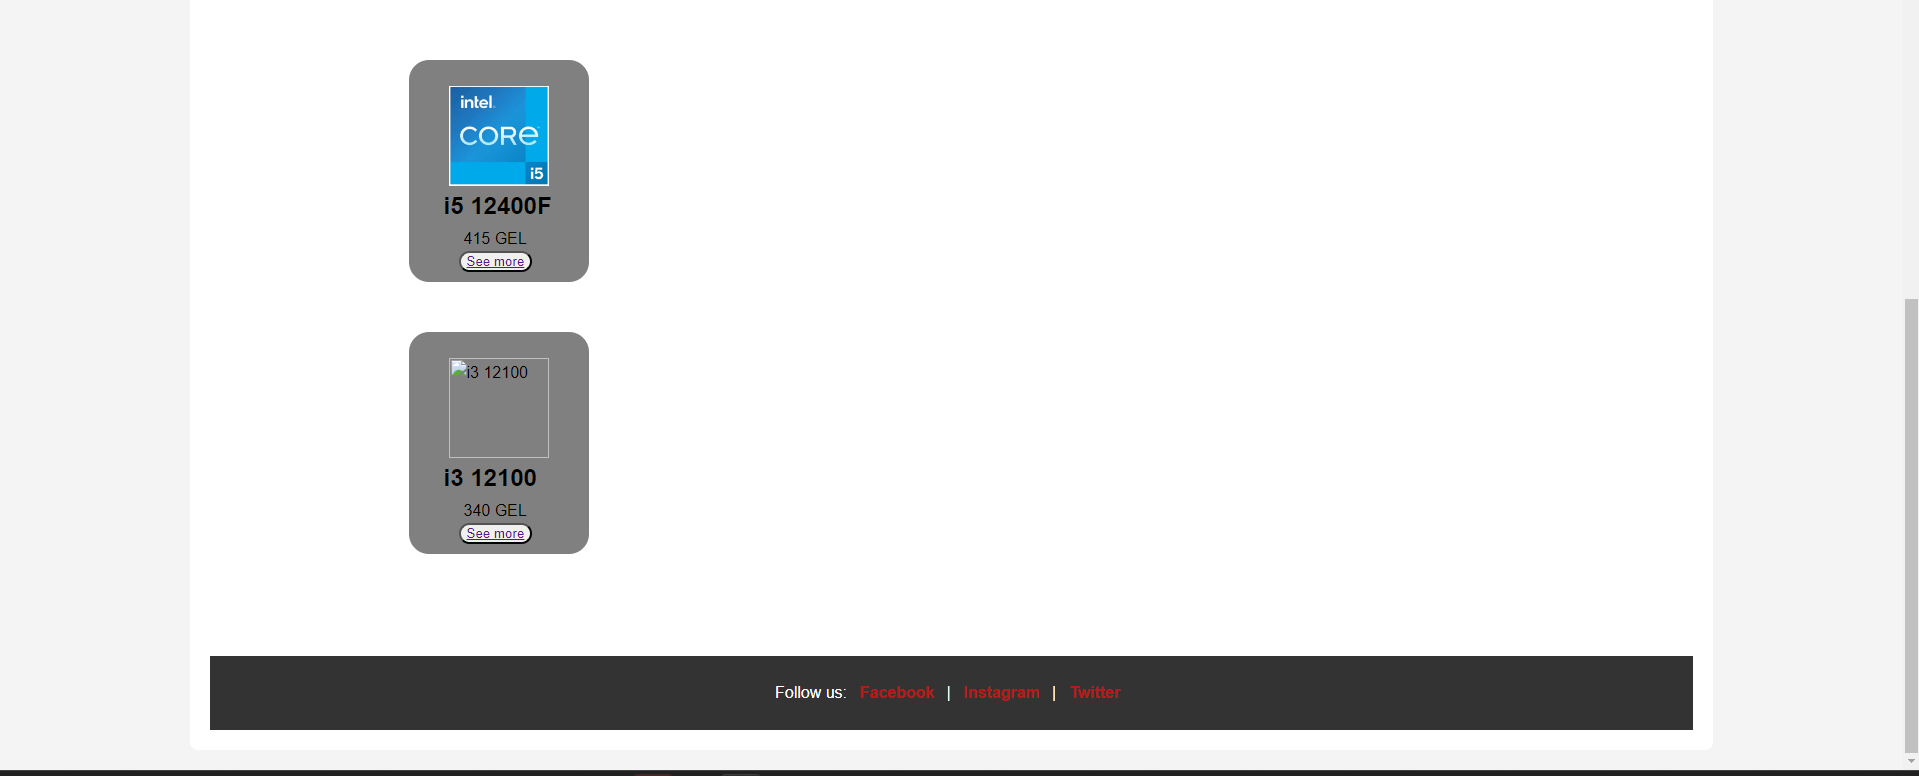 intel.
CORE
i5
i5 12400F
415 GEL
See more
i3 12100
i3 12100
340 GEL
See more
Follow us: Facebook | Instagram | Twitter